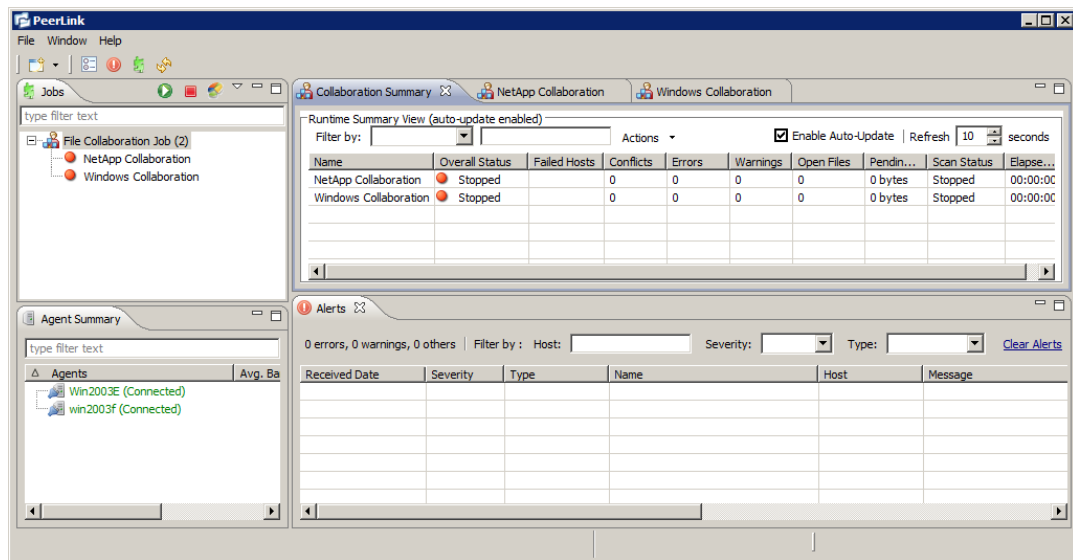 PeerLink
File Window Help
Jobs
type filter text
File Collaboration Job (2)
NetApp Collaboration
Windows Collaboration
Collaboration Summary NetApp Collaboration Windows Collaboration
Runtime Summary View (auto-update enabled)
Filter by: Actions Enable Auto-Update Refresh 10 seconds
Name Overall Status Failed Hosts Conflicts Errors Warnings Open Files Pendin... Scan Status Elapse...
NetApp Collaboration Stopped 0 0 0 0 0 bytes Stopped 00:00:00
Windows Collaboration Stopped 0 0 0 0 0 bytes Stopped 00:00:00
Agent Summary
type filter text
Agents Avg. Ba
Win2003E (Connected)
win2003f (Connected)
Alerts
0 errors, 0 warnings, 0 others Filter by : Host: Severity: Type: Clear Alerts
Received Date Severity Type Name Host Message